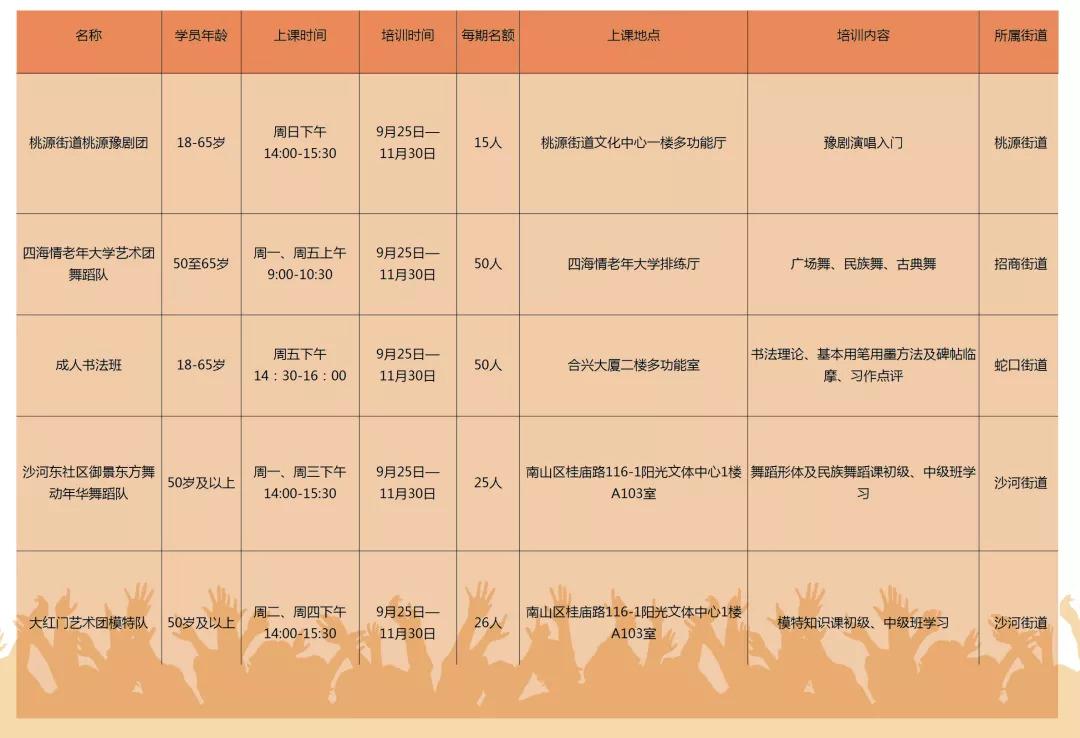 名称 学员年龄 上课时间 培训时间 每期名额 上课地点 培训内容 所属街道
桃源街道桃源豫剧团 18-65岁 周日下午 14:00-15:30 9月25日— 11月30日 15人 桃源街道文化中心一楼多功能厅 豫剧演唱入门 桃源街道
四海情老年大学艺术团舞蹈队 50至65岁 周一、周五上午 9:00-10:30 9月25日— 11月30日 50人 四海情老年大学排练厅 广场舞、民族舞、古典舞 招商街道
成人书法班 18-65岁 周五下午 14：30-16：00 9月25日— 11月30日 50人 合兴大厦二楼多功能室 书法理论、基本用笔用墨方法及碑帖临摩、习作点评 蛇口街道
沙河东社区御景东方舞动年华舞蹈队 50岁及以上 周一、周三下午 14:00-15:30 9月25日— 11月30日 25人 南山区桂庙路116-1阳光文体中心1楼A103室 舞蹈形体及民族舞蹈课初级、中级班学习 沙河街道
大红门艺术团模特队 50岁及以上 周二、周四下午 14:00-15:30 9月25日— 11月30日 26人 南山区桂庙路116-1阳光文体中心1楼A103室 模特知识课初级、中级班学习 沙河街道